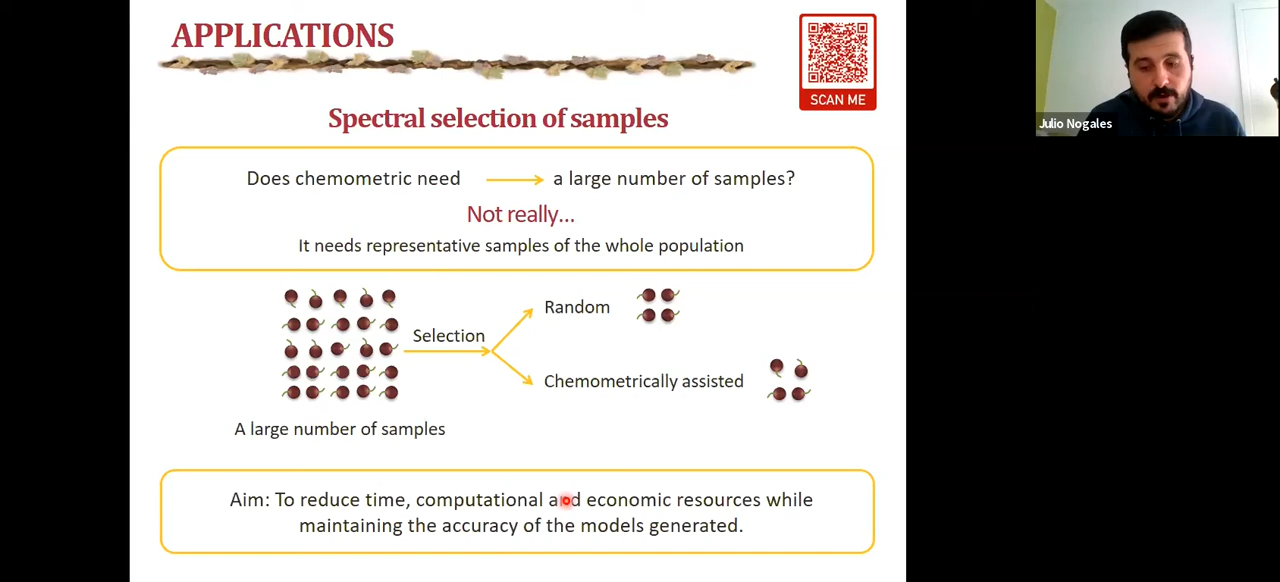 APPLICATIONS
SCAN ME
Julio Nogales
Spectral selection of samples
Does chemometric need a large number of samples?
Not really...
It needs representative samples of the whole population
Random
Selection
Chemometrically assisted
A large number of samples
Aim: To reduce time, computational and economic resources while
maintaining the accuracy of the models generated.